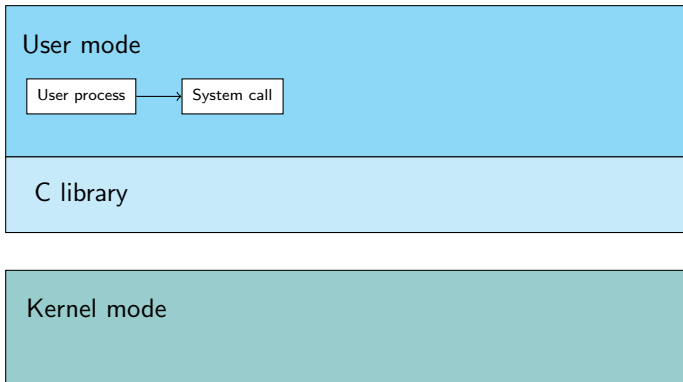 User mode
User process
System call
C library
Kernel mode